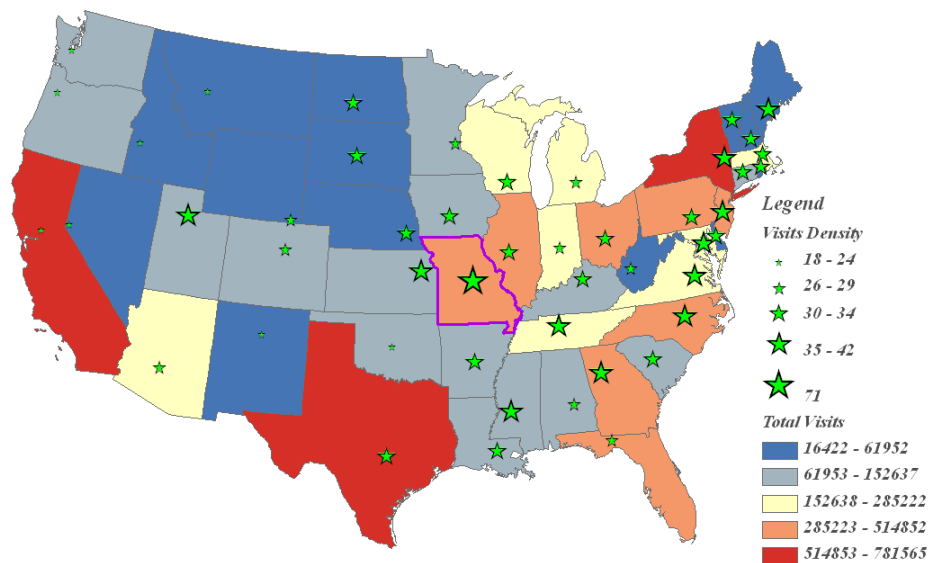 Legend
Visits Density
18 - 24
26 - 29
30 - 34
35 - 42
71
Total Visits
16422 - 61952
61953 - 152637
152638 - 285222
285223 - 514852
514853 - 781565